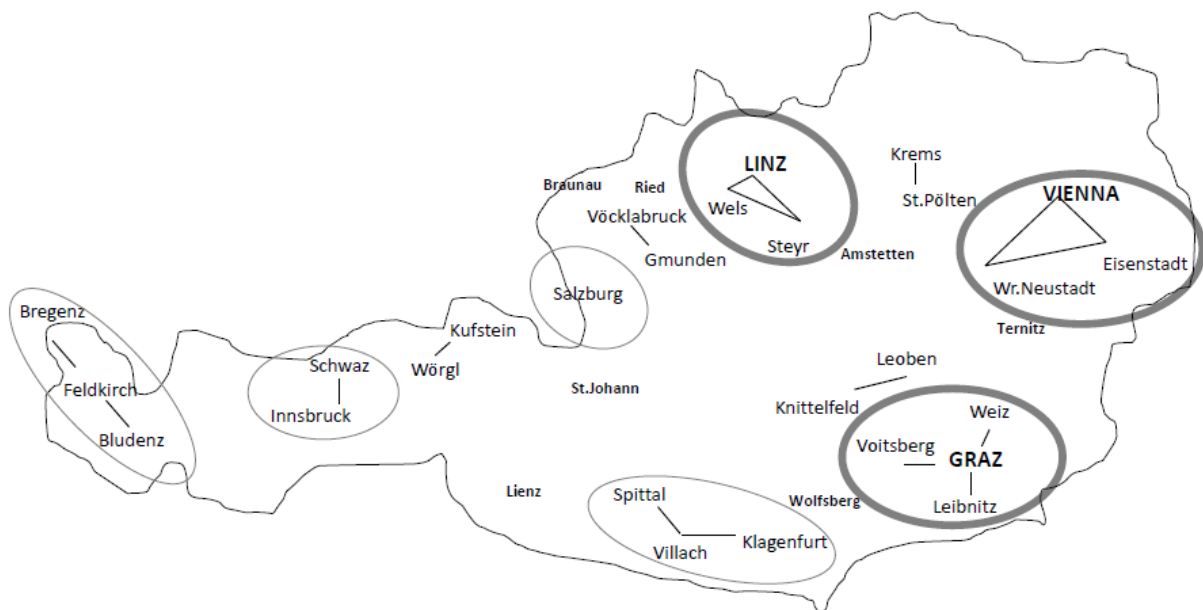 LINZ
Krems
Braunau
Ried
VIENNA
St.Pölten
Wels
Vöcklabruck
Steyr
Amstetten
Gmunden
Eisenstadt
Salzburg
Wr.Neustadt
Bregenz
Ternitz
Kufstein
Leoben
Schwaz
Wörgl
Feldkirch
St.Johann
Knittelfeld
Innsbruck
Weiz
Bludenz
Voitsberg
GRAZ
Lienz
Spittal
Wolfsberg
Leibnitz
Klagenfurt
Villach